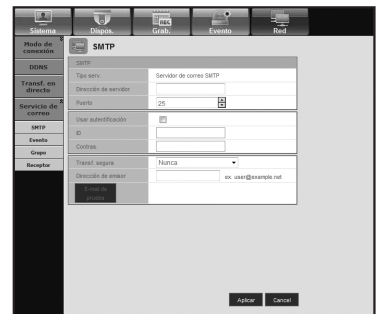 Sistema
Dispos.
REC
Grab.
Evento
Red
Modo de conexión
DDNS
Transf. en directo
Servicio de correo
SMTP
Evento
Grupo
Receptor
SMTP
SMTP
Tipo serv.
Servidor de correo SMTP
Dirección de servidor
Puerto
25
Usar autentificación
ID
Contras.
Transf. segura
Nunca
Dirección de emisor
ex. user@example.net
E-mail de prueba
Aplicar
Cancel